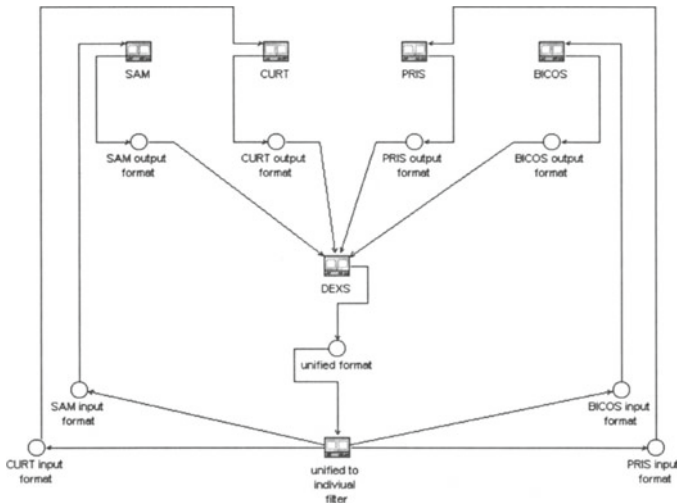 SAM
CURT
PRIS
BICOS
SAM output
format
CURT output
format
PRIS output
format
BICOS output
format
DEXS
unified format
SAM input
format
BICOS input
format
CURT input
format
unified to
indiviual
filter
PRIS input
format